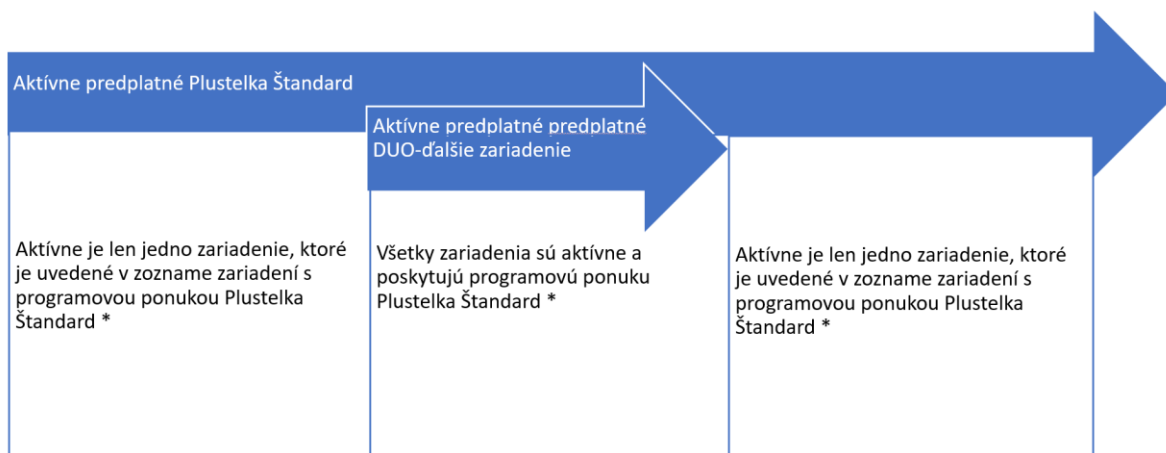 Aktívne predplatné Plustelka Štandard
Aktívne predplatné predplatné
DUO-ďalšie zariadenie
Aktívne je len jedno zariadenie, ktoré
je uvedené v zozname zariadení s
programovou ponukou Plustelka
Štandard *
Všetky zariadenia sú aktívne a
poskytujú programovú ponuku
Plustelka Štandard *
Aktívne je len jedno zariadenie, ktoré
je uvedené v zozname zariadení s
programovou ponukou Plustelka
Štandard *